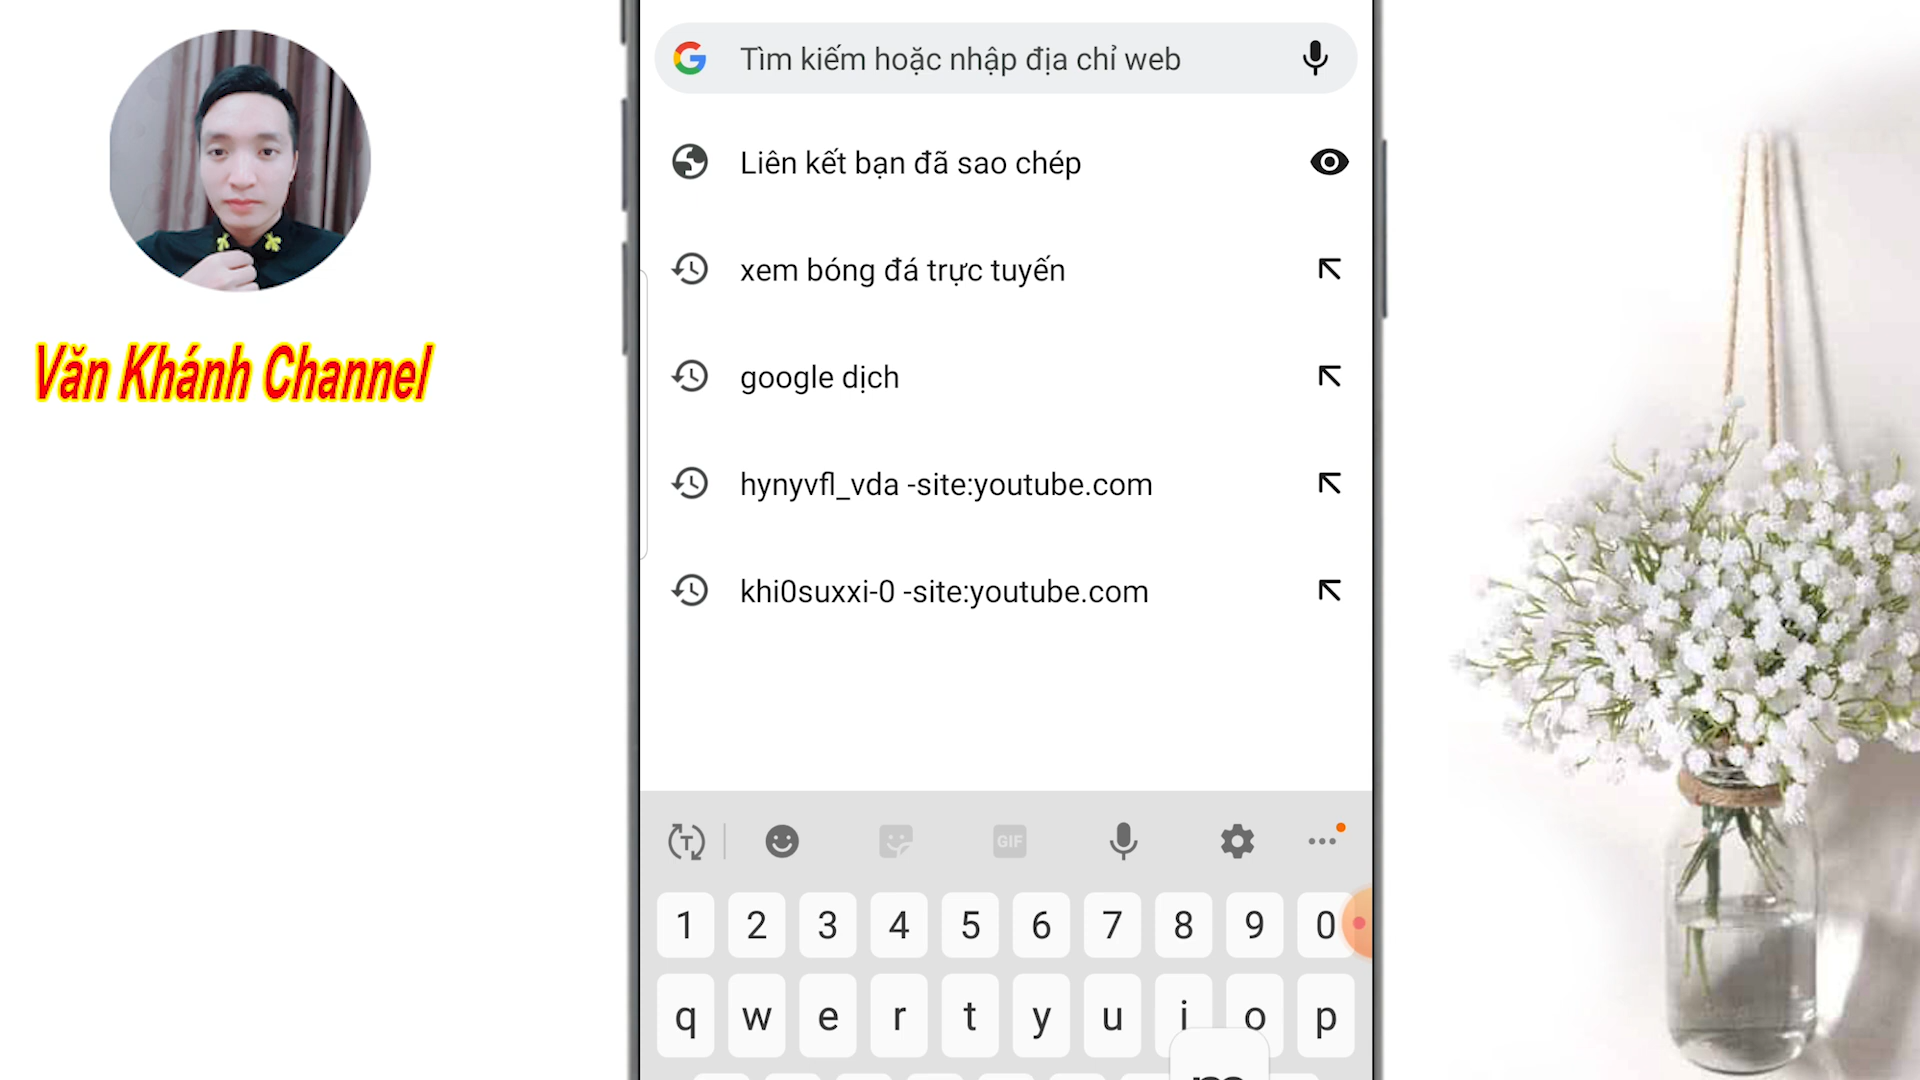 Văn Khánh Channel
Tìm kiếm hoặc nhập địa chỉ web
Liên kết bạn đã sao chép
xem bóng đá trực tuyến
google dịch
hynyvfl_vda -site:youtube.com
khi0suxxi-0 -site:youtube.com
T GIF
1 2 3 4 5 6 7 8 9 0
q w e r t y u i o p